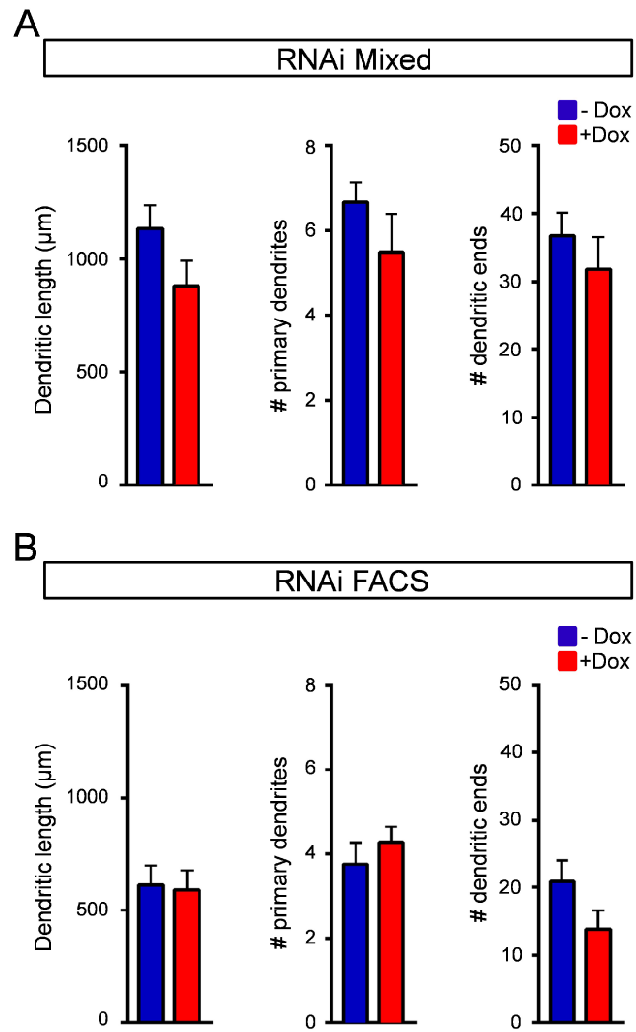 A
RNAi Mixed
- Dox
+Dox
Dendritic length (µm)
1500
1000
500
0
# primary dendrites
8
6
4
2
0
# dendritic ends
50
40
30
20
10
0
B
RNAi FACS
- Dox
+Dox
Dendritic length (µm)
1500
1000
500
0
# primary dendrites
8
6
4
2
0
# dendritic ends
50
40
30
20
10
0